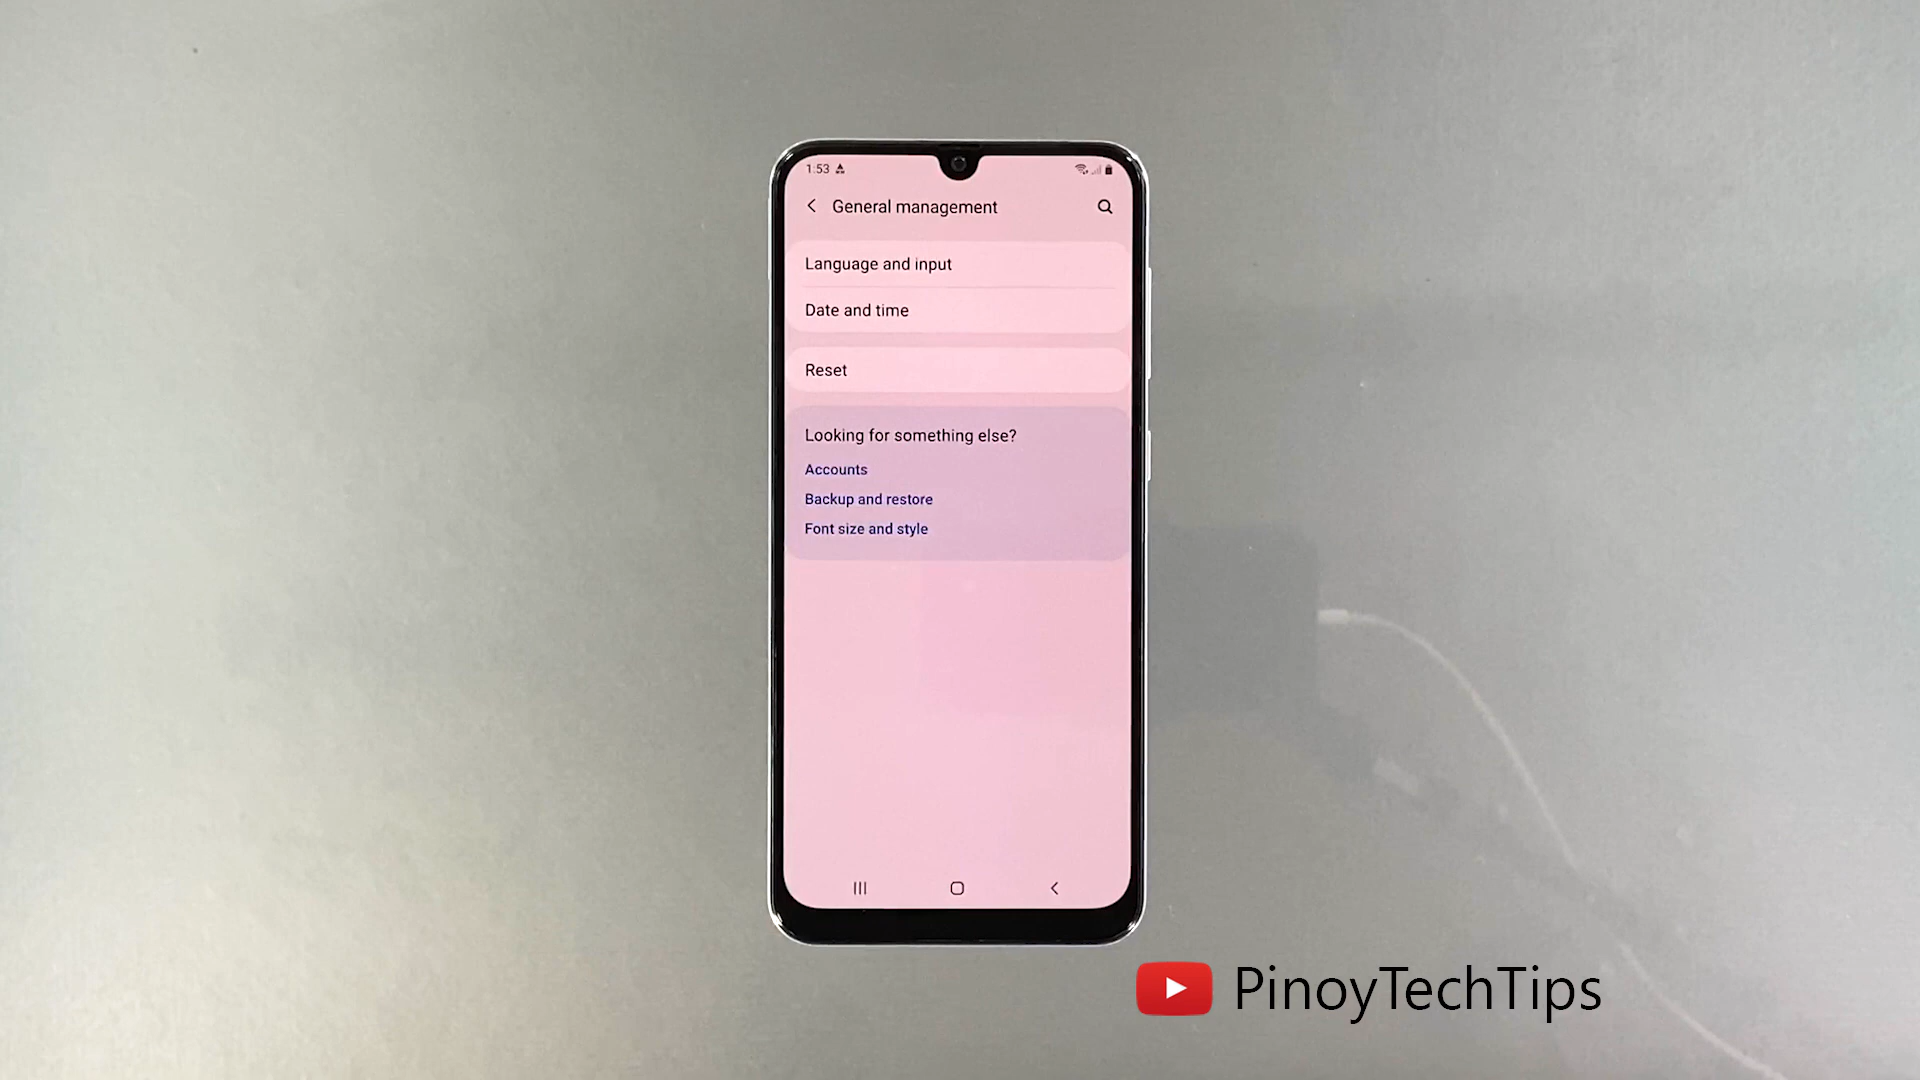 1:53
General management
Language and input
Date and time
Reset
Looking for something else?
Accounts
Backup and restore
Font size and style
PinoyTechTips